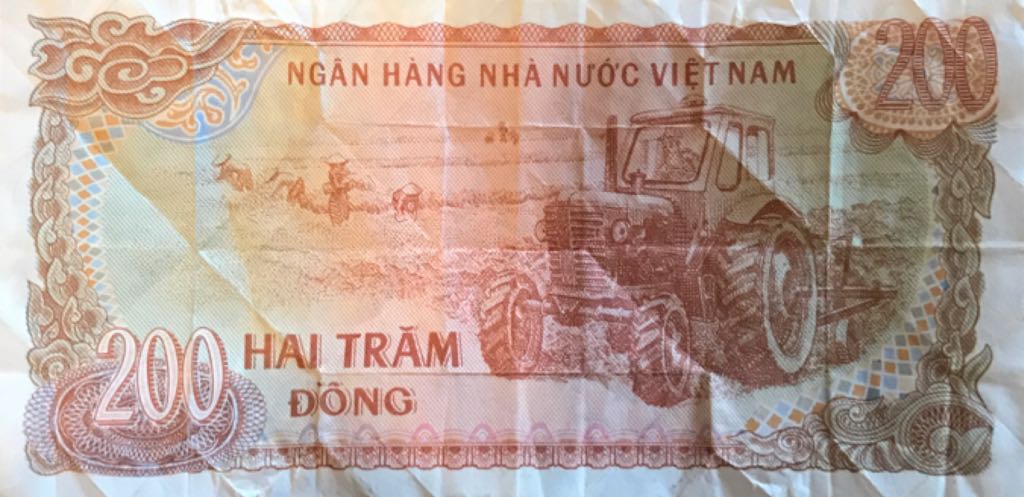 NGÂN HÀNG NHÀ NƯỚC VIỆT NAM
200
200 HAI TRĂM
ĐỒNG